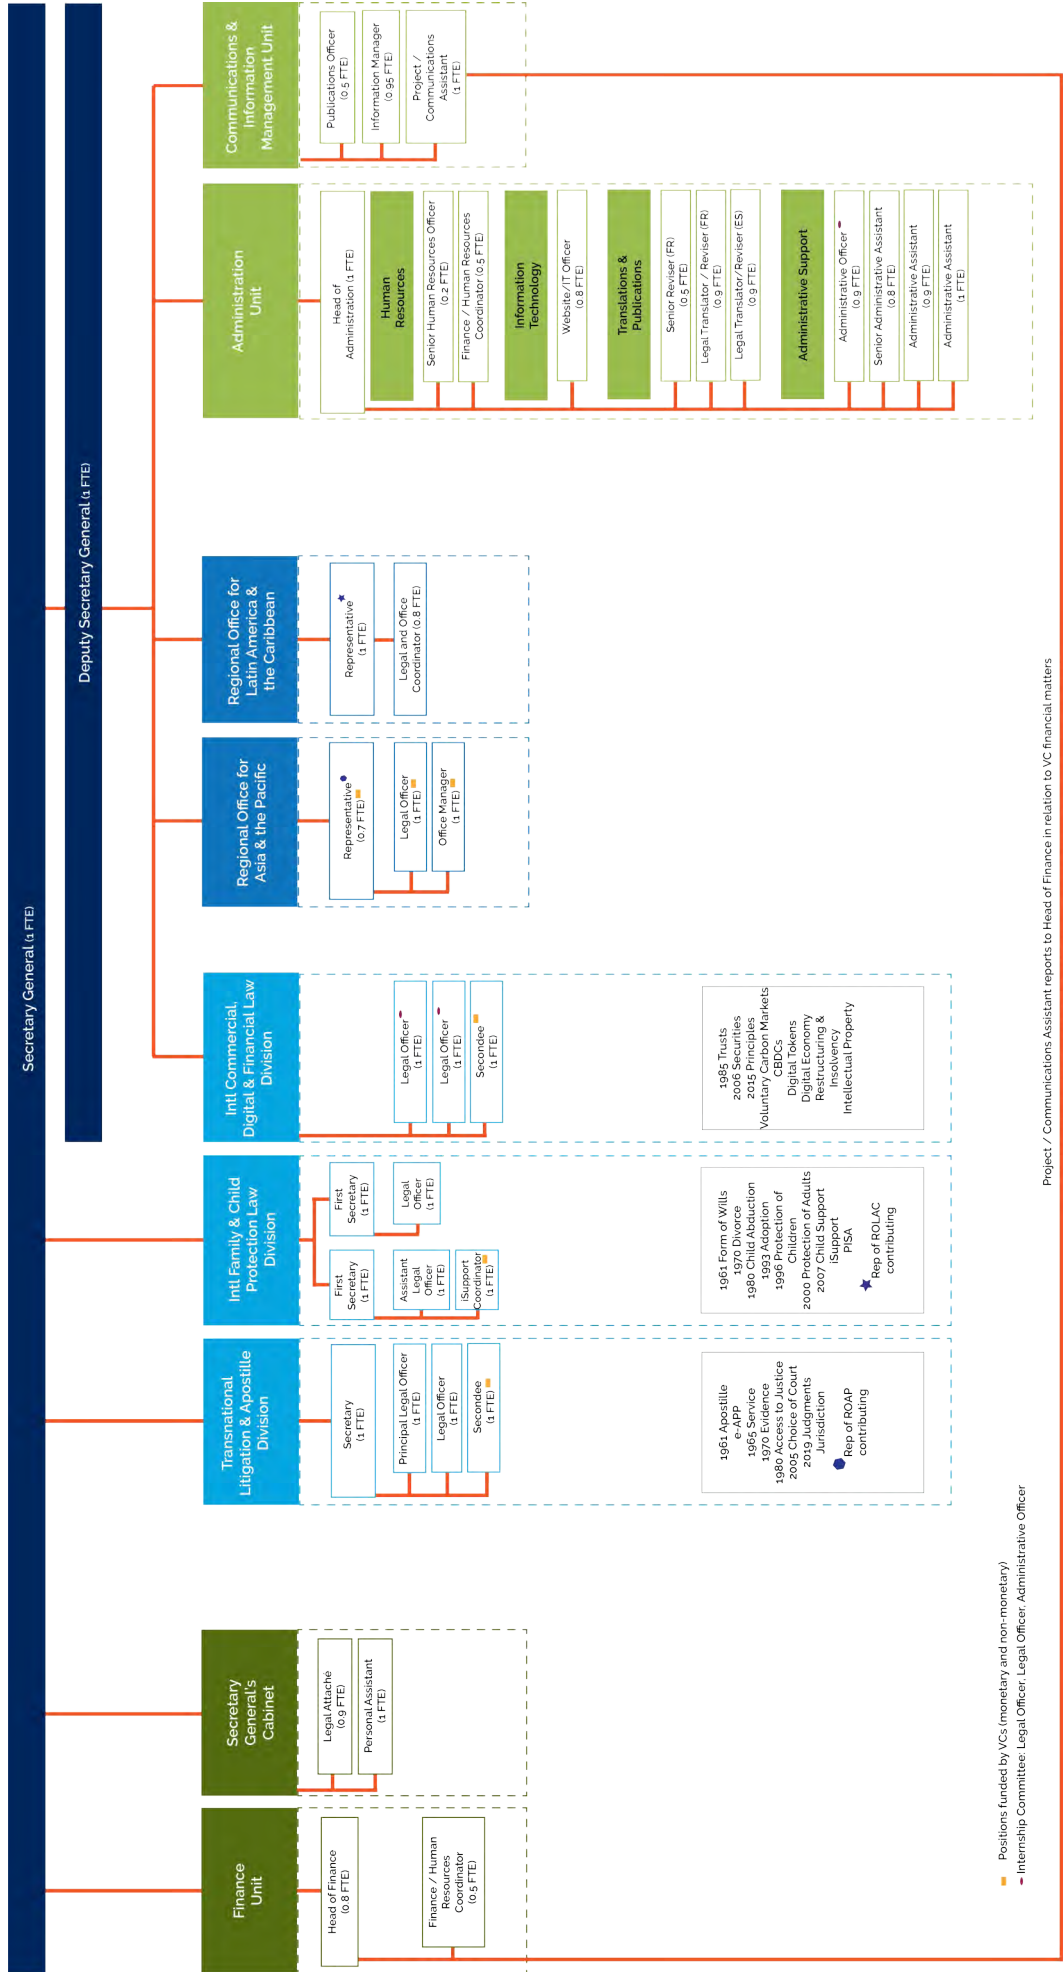 Secretary General (1 FTE)
Deputy Secretary General (1 FTE)
Finance
Unit
Head of Finance
(0.8 FTE)
Finance / Human
Resources
Coordinator
(0.5 FTE)
Secretary
General's
Cabinet
Legal Attaché
(0.9 FTE)
Personal Assistant
(1 FTE)
Transnational
Litigation & Apostille
Division
Secretary
(1 FTE)
Principal Legal Officer
(1 FTE)
Legal Officer
(1 FTE)
Secondee
(1 FTE)
1961 Apostille
e-APP
1965 Service
1970 Evidence
1980 Access to Justice
2005 Choice of Court
2019 Judgments
Jurisdiction
Rep of ROAP
contributing
Intl Family & Child
Protection Law
Division
First
Secretary
(1 FTE)
Assistant
Legal
Officer
(1 FTE)
iSupport
Coordinator
(1 FTE)
First
Secretary
(1 FTE)
Legal
Officer
(1 FTE)
1961 Form of Wills
1970 Divorce
1980 Child Abduction
1993 Adoption
1996 Protection of
Children
2000 Protection of Adults
2007 Child Support
iSupport
PISA
Rep of ROLAC
contributing
Intl Commercial,
Digital & Financial Law
Division
Legal Officer
(1 FTE)
Legal Officer
(1 FTE)
Secondee
(1 FTE)
1985 Trusts
2006 Securities
2015 Principles
Voluntary Carbon Markets
CBDCs
Digital Tokens
Digital Economy
Restructuring &
Insolvency
Intellectual Property
Regional Office for
Asia & the Pacific
Representative
(0.7 FTE)
Legal Officer
(1 FTE)
Office Manager
(1 FTE)
Regional Office for
Latin America &
the Caribbean
Representative
(1 FTE)
Legal and Office
Coordinator (0.8 FTE)
Administration
Unit
Head of
Administration (1 FTE)
Human
Resources
Senior Human Resources Officer
(0.2 FTE)
Finance / Human Resources
Coordinator (0.5 FTE)
Information
Technology
Website/IT Officer
(0.8 FTE)
Translations &
Publications
Senior Reviser (FR)
(0.5 FTE)
Legal Translator / Reviser (FR)
(0.9 FTE)
Legal Translator/Reviser (ES)
(0.9 FTE)
Administrative Support
Administrative Officer
(0.9 FTE)
Senior Administrative Assistant
(0.8 FTE)
Administrative Assistant
(0.9 FTE)
Administrative Assistant
(1 FTE)
Communications &
Information
Management Unit
Publications Officer
(0.5 FTE)
Information Manager
(0.95 FTE)
Project /
Communications
Assistant
(1 FTE)
Positions funded by VCs (monetary and non-monetary)
Internship Committee: Legal Officer, Legal Officer, Administrative Officer
Project / Communications Assistant reports to Head of Finance in relation to VC financial matters